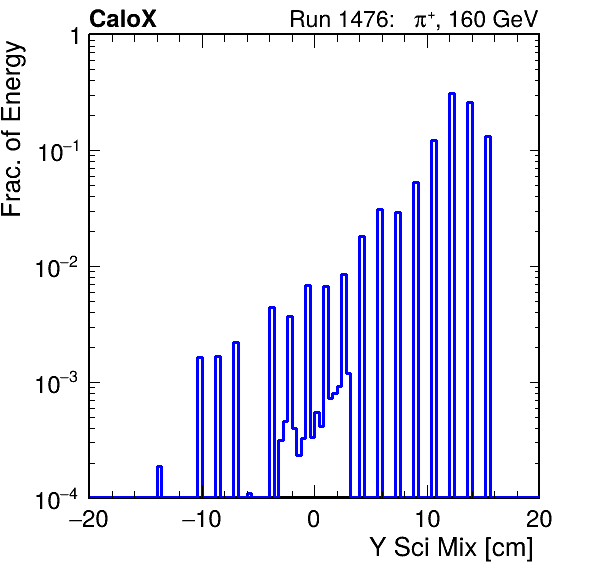 CaloX Run 1476: π⁺, 160 GeV
Frac. of Energy
1
10⁻¹
10⁻²
10⁻³
10⁻⁴
−20 −10 0 10 20
Y Sci Mix [cm]